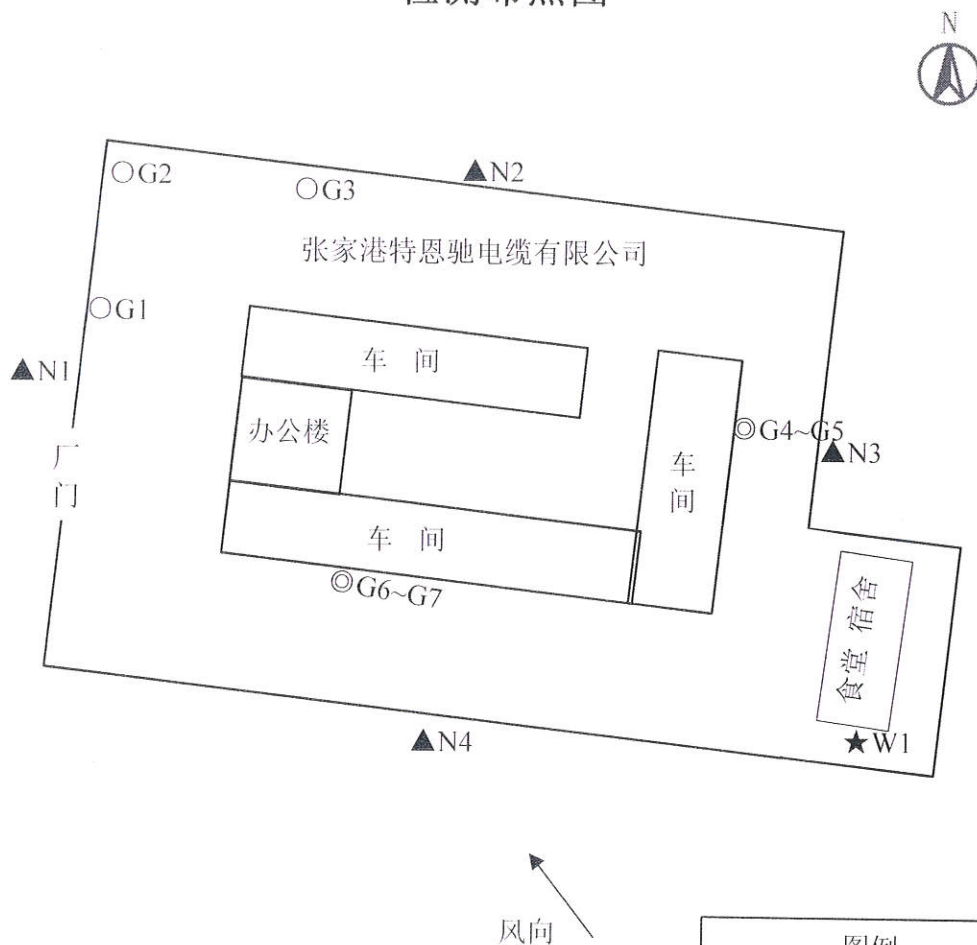 N
○G2
○G3
▲N2
张家港特恩驰电缆有限公司
○G1
▲N1
车 间
办公楼
◎G4~G5
▲N3
厂门
车间
车 间
◎G6~G7
食堂 宿舍
▲N4
★W1
风向